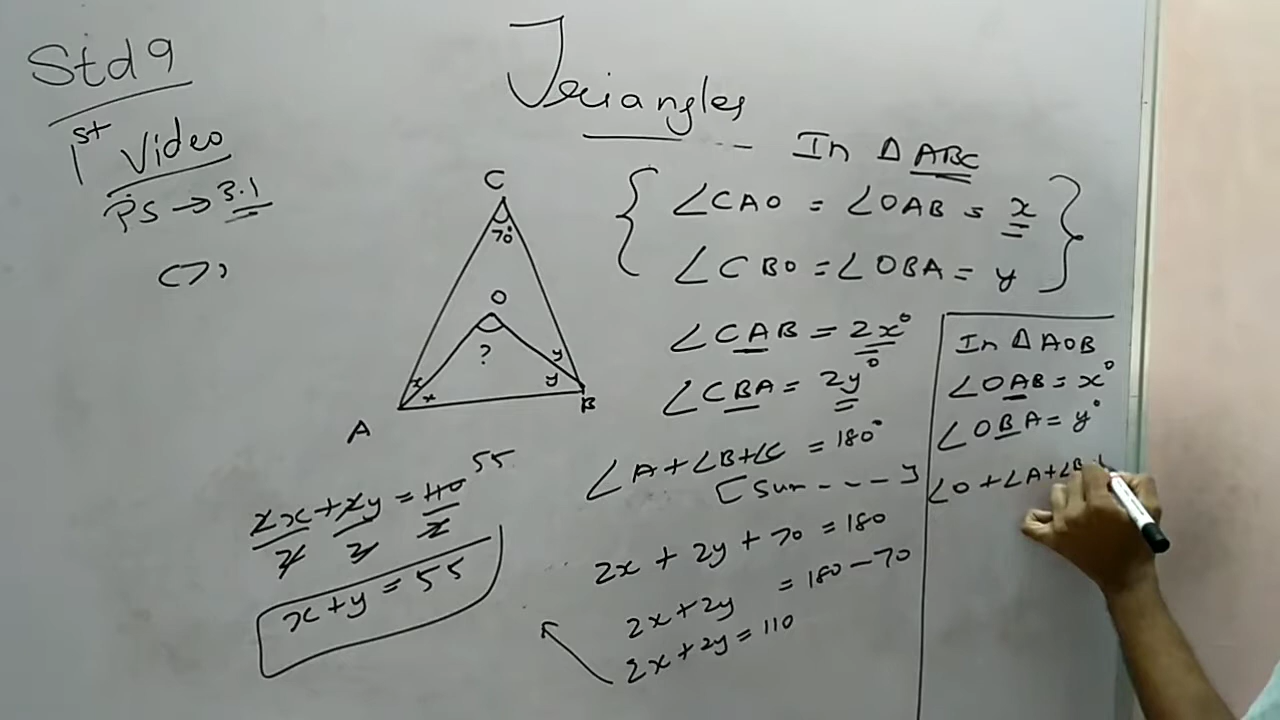 Std 9
1st Video
PS → 3.1
(7)
Triangles
C
70°
O
?
x
x
y
y
A
B
In Δ ABC
∠CAO = ∠OAB = x
∠CBO = ∠OBA = y
∠CAB = 2x°
∠CBA = 2y°
∠A + ∠B + ∠C = 180°
[Sum - - - - ]
2x + 2y + 70 = 180
2x + 2y = 180 - 70
2x + 2y = 110
2x/2 + 2y/2 = 110/2 55
x + y = 55
In Δ AOB
∠OAB = x°
∠OBA = y°
∠O + ∠A + ∠B